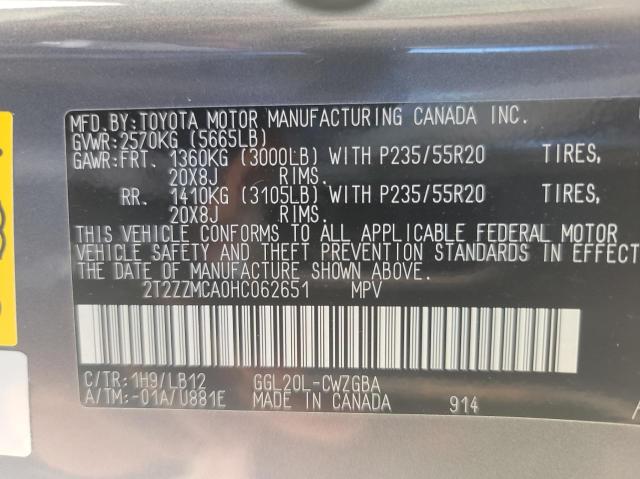 MFD.BY:TOYOTA MOTOR MANUFACTURING CANADA INC.
GVWR:2570KG (5665LB)
GAWR:FRT. 1360KG (3000LB) WITH P235/55R20 TIRES,
20X8J RIMS.
RR. 1410KG (3105LB) WITH P235/55R20 TIRES,
20X8J RIMS.
THIS VEHICLE CONFORMS TO ALL APPLICABLE FEDERAL MOTOR
VEHICLE SAFETY AND THEFT PREVENTION STANDARDS IN EFFECT
THE DATE OF MANUFACTURE SHOWN ABOVE.
2T2ZZMCA0HC062651 MPV
C/TR:1H9/LB12 GGL20L-CWZGBA
A/TM:-01A/U881E MADE IN CANADA 914